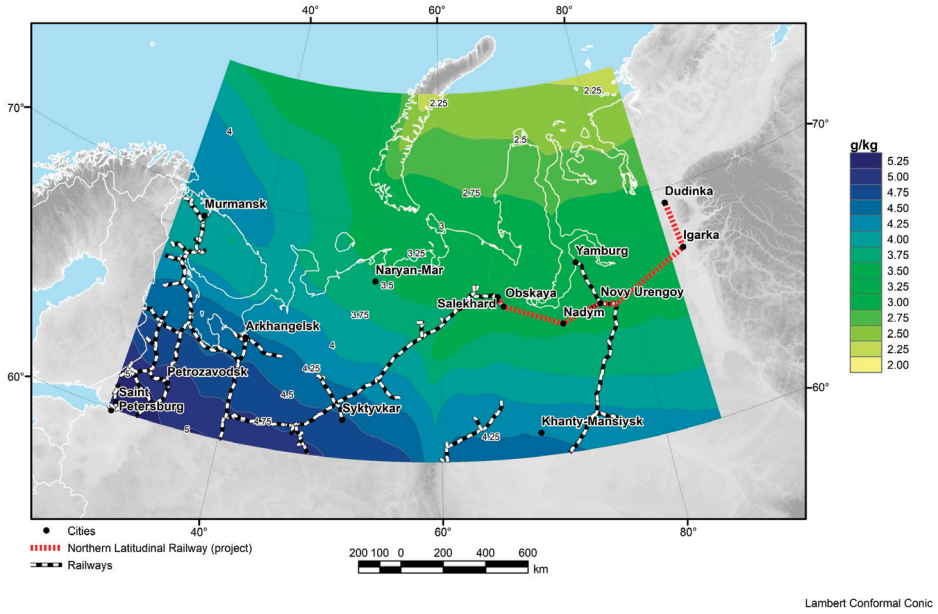 40°
60°
80°
70°
70°
60°
60°
2.25
2.25
2.5
2.75
3
3.25
3.5
3.75
4
4
4.25
4.5
4.75
4.25
5
5
Murmansk
Naryan-Mar
Arkhangelsk
Petrozavodsk
Saint
Petersburg
Syktyvkar
Salekhard
Obskaya
Nadym
Yamburg
Novy Urengoy
Khanty-Mansiysk
Dudinka
Igarka
g/kg
5.25
5.00
4.75
4.50
4.25
4.00
3.75
3.50
3.25
3.00
2.75
2.50
2.25
2.00
40°
60°
80°
Cities
Northern Latitudinal Railway (project)
Railways
200 100 0 200 400 600
km
Lambert Conformal Conic